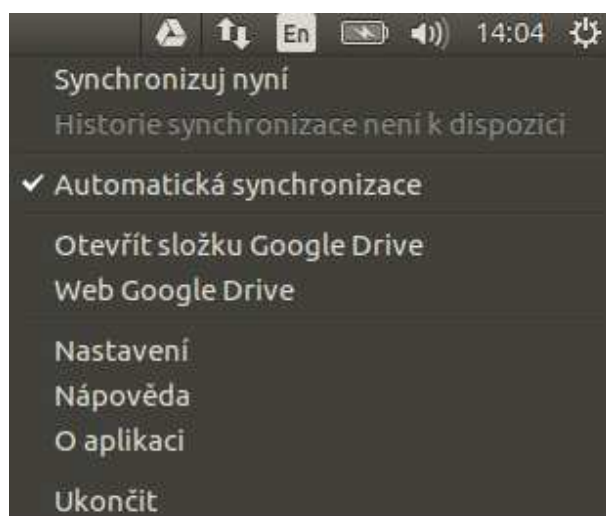 En 14:04
Synchronizuj nyní
Historie synchronizace není k dispozici
Automatická synchronizace
Otevřít složku Google Drive
Web Google Drive
Nastavení
Nápověda
O aplikaci
Ukončit